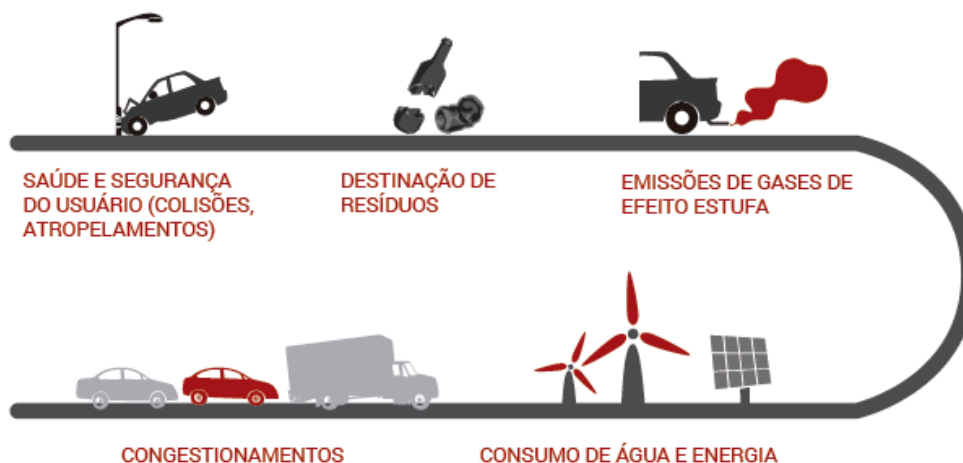 SAÚDE E SEGURANÇA
DO USUÁRIO (COLISÕES,
ATROPELAMENTOS)
DESTINAÇÃO DE
RESÍDUOS
EMISSÕES DE GASES DE
EFEITO ESTUFA
CONGESTIONAMENTOS
CONSUMO DE ÁGUA E ENERGIA